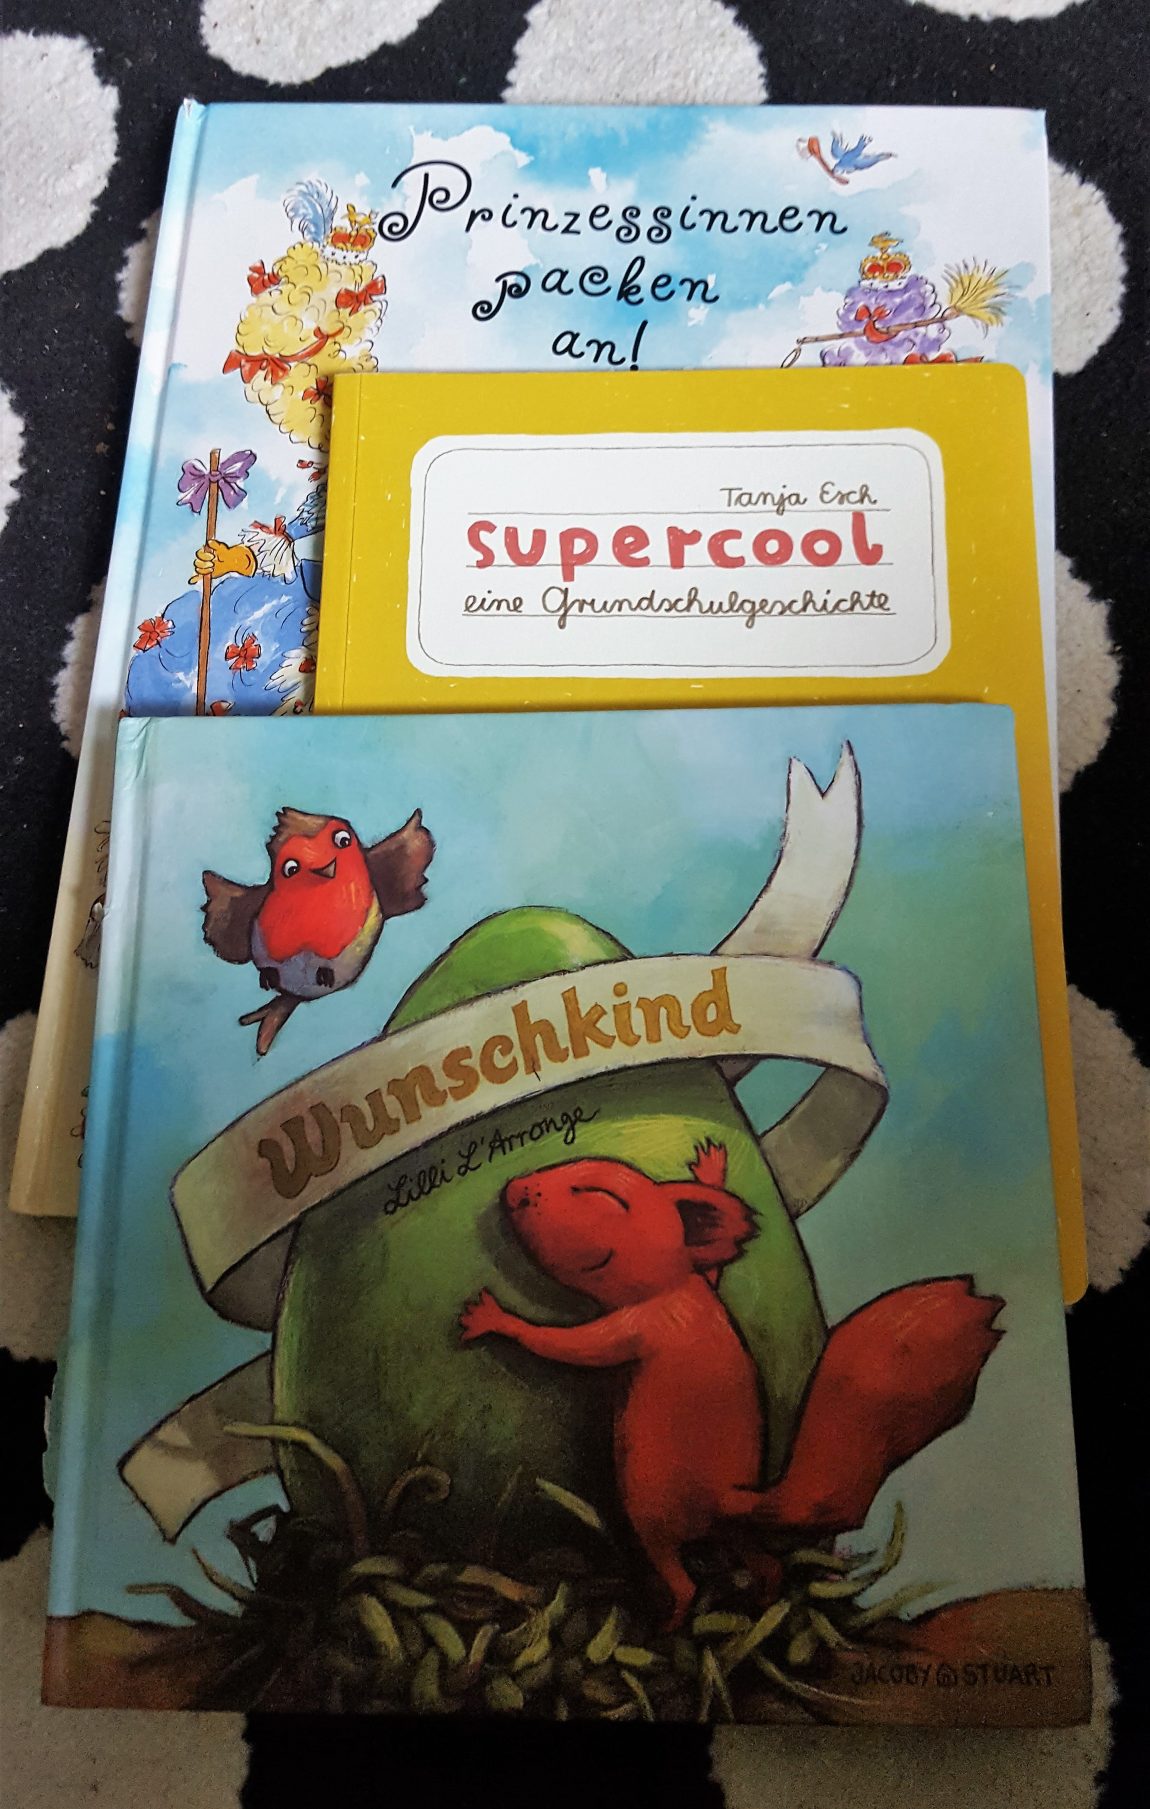 Prinzessinnen
packen
an!
Tanja Esch
supercool
eine Grundschulgeschichte
Wunschkind
Lilli L'Arronge
JACOBY STUART